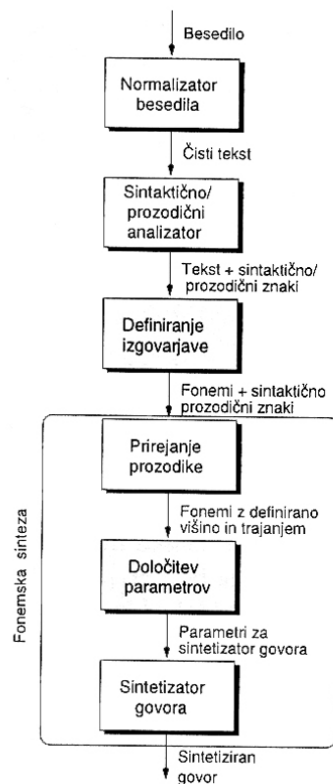 Besedilo
Normalizator
besedila
Čisti tekst
Sintaktično/
prozodični
analizator
Tekst + sintaktično/
prozodični znaki
Definiranje
izgovarjave
Fonemi + sintaktično
prozodični znaki
Fonemska sinteza
Prirejanje
prozodike
Fonemi z definirano
višino in trajanjem
Določitev
parametrov
Parametri za
sintetizator govora
Sintetizator
govora
Sintetiziran
govor